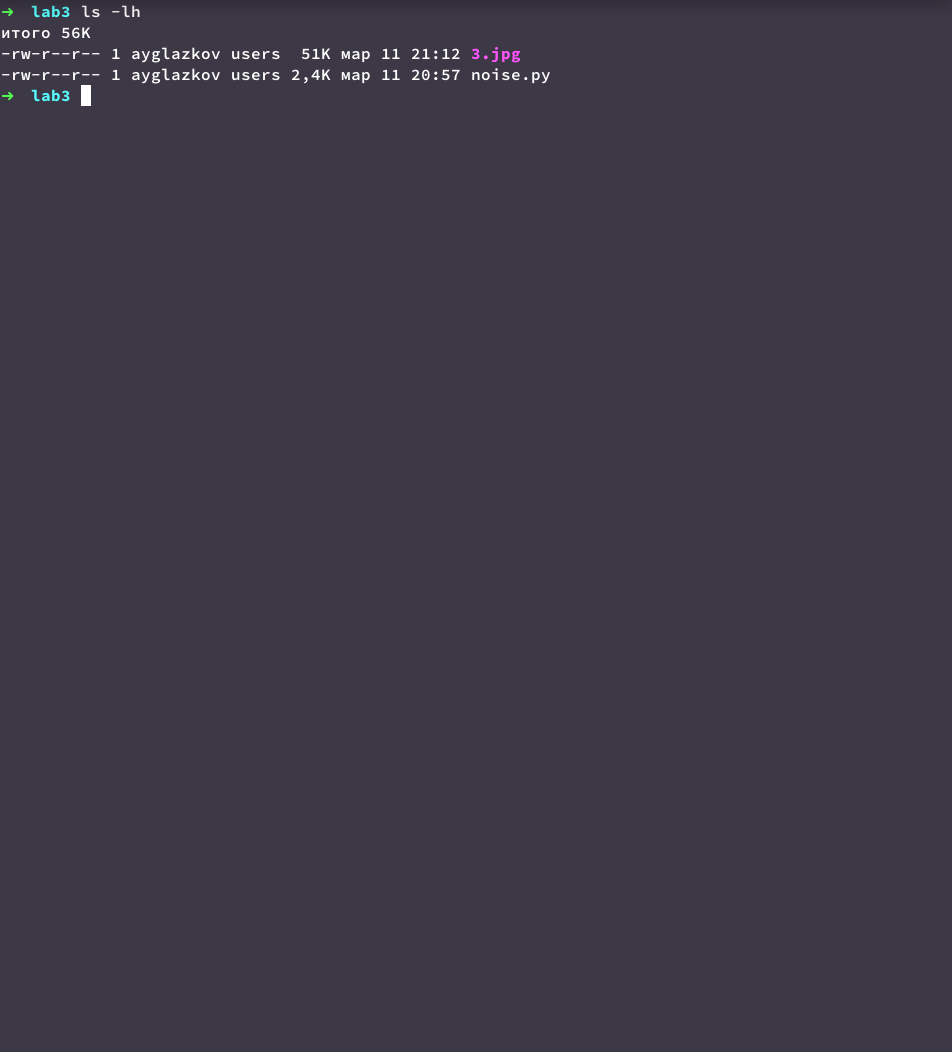 ➜  lab3 ls -lh
итого 56K
-rw-r--r-- 1 ayglazkov users  51K мар 11 21:12 3.jpg
-rw-r--r-- 1 ayglazkov users 2,4K мар 11 20:57 noise.py
➜  lab3